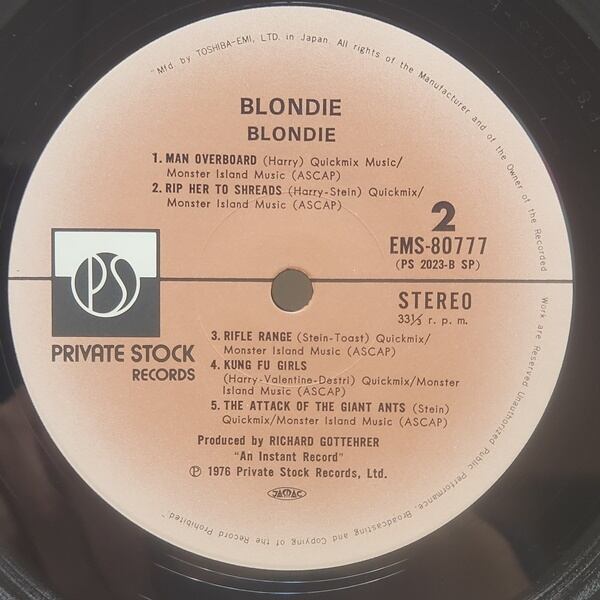 "Mfd. by TOSHIBA-EMI, LTD. in Japan. All rights of the Manufacturer and of the Owner of the Recorded Work are Reserved Unauthorized Public Performance, Broadcasting and Copying of the Record Prohibited"
BLONDIE
BLONDIE
1. MAN OVERBOARD (Harry) Quickmix Music/
Monster Island Music (ASCAP)
2. RIP HER TO SHREADS (Harry-Stein) Quickmix/
Monster Island Music (ASCAP)
2
EMS-80777
(PS 2023-B SP)
PS
PRIVATE STOCK
RECORDS
STEREO
33⅓ r. p. m.
3. RIFLE RANGE (Stein-Toast) Quickmix/
Monster Island Music (ASCAP)
4. KUNG FU GIRLS
(Harry-Valentine-Destri) Quickmix/Monster
Island Music (ASCAP)
5. THE ATTACK OF THE GIANT ANTS (Stein)
Quickmix/Monster Island Music (ASCAP)
Produced by RICHARD GOTTEHRER
"An Instant Record"
℗ 1976 Private Stock Records, Ltd.
JASRAC